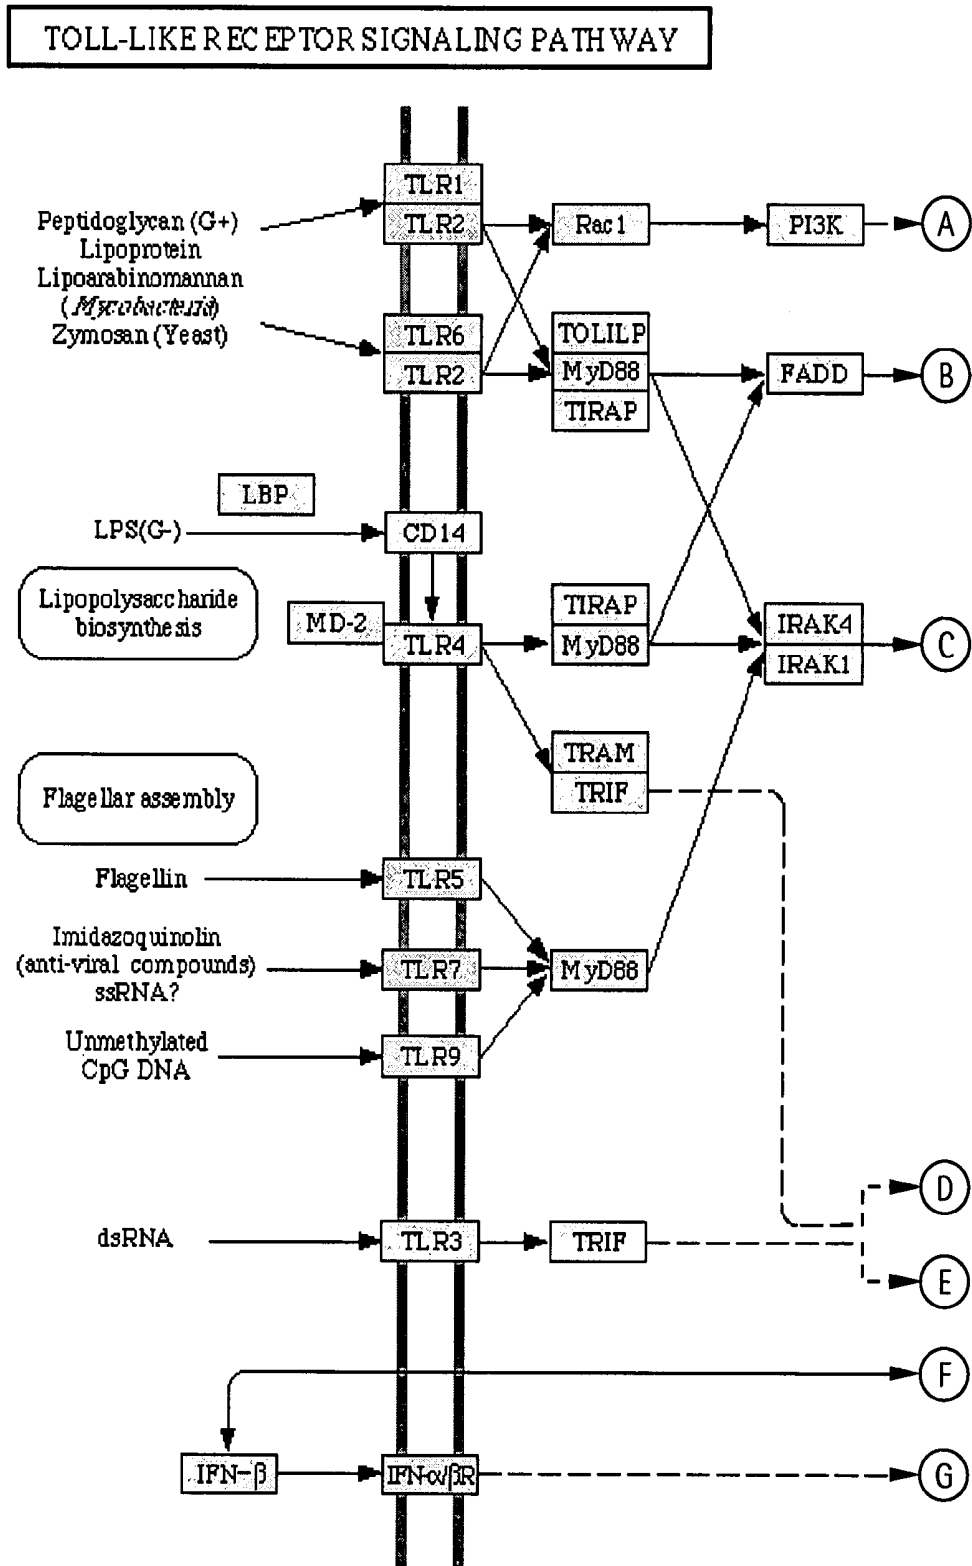 TOLL-LIKE RECEPTOR SIGNALING PATHWAY
TLR1
TLR2
Rac1
PI3K
A
Peptidoglycan (G+)
Lipoprotein
Lipoarabinomannan
(Mycobacteria)
Zymosan (Yeast)
TLR6
TLR2
TOLILP
MyD88
TIRAP
FADD
B
LBP
LPS(G-)
CD14
Lipopolysaccharide
biosynthesis
MD-2
TLR4
TIRAP
MyD88
IRAK4
IRAK1
C
TRAM
TRIF
Flagellar assembly
Flagellin
TLR5
Imidazoquinolin
(anti-viral compounds)
ssRNA?
TLR7
MyD88
Unmethylated
CpG DNA
TLR9
D
dsRNA
TLR3
TRIF
E
F
IFN-β
IFN-α/βR
G